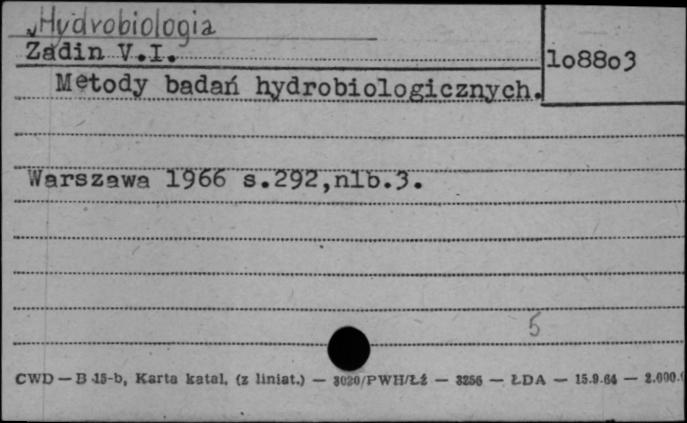 Hydrobiologia
Zadin V.I.
lo88o3
Metody badań hydrobiologicznych.
Warszawa 1966 s.292,nlb.3.
5
CWD — B 15-b, Karta katal. (z liniat.) — 3020/PWH/Łź — 3256 — ŁDA — 15.9.64 — 2.000.